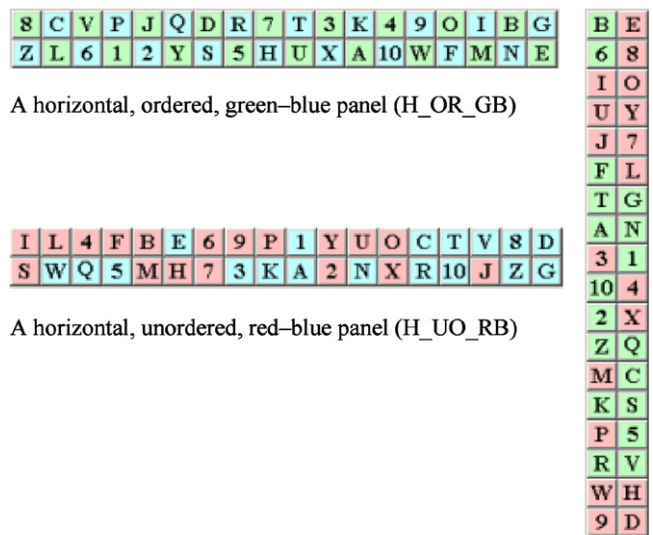 8 C V P J Q D R 7 T 3 K 4 9 O I B G
Z L 6 1 2 Y S 5 H U X A 10 W F M N E
A horizontal, ordered, green–blue panel (H_OR_GB)
I L 4 F B E 6 9 P 1 Y U O C T V 8 D
S W Q 5 M H 7 3 K A 2 N X R 10 J Z G
A horizontal, unordered, red–blue panel (H_UO_RB)
B E
6 8
I O
U Y
J 7
F L
T G
A N
3 1
10 4
2 X
Z Q
M C
K S
P 5
R V
W H
9 D